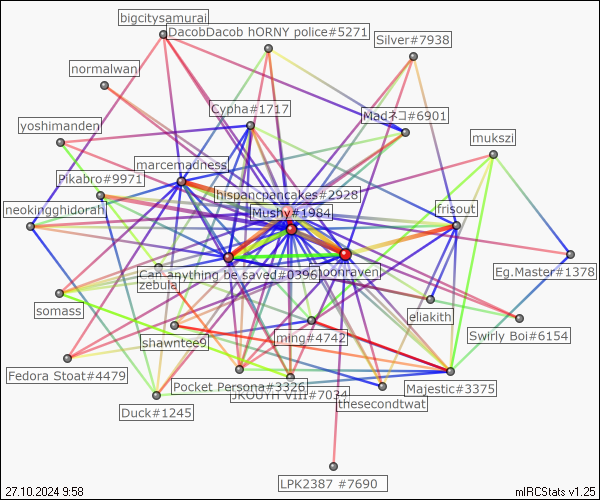 bigcitysamurai
DacobDacob hORNY police#5271
Silver#7938
normalwan
Cypha#1717
Madネコ#6901
yoshimanden
mukszi
marcemadness
Pikabro#9971
hispancpancakes#2928
neokingghidorah
Mushy#1984
frisout
Can anything be saved#0396
moonraven
Eg.Master#1378
zebula
somass
eliakith
Swirly Boi#6154
shawntee9
ming#4742
Fedora Stoat#4479
Pocket Persona#3326
JKOUYH VIII#7034
Majestic#3375
thesecondtwat
Duck#1245
LPK2387 #7690
27.10.2024 9:58
mIRCStats v1.25